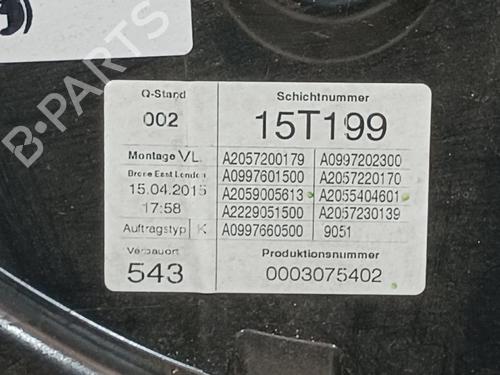 Q-Stand Schichtnummer
002 15T199
Montage VL. A2057200179 A0997202300
Brose East London A0997601500 A2057220170
15.04.2015 A2059005613 A2055404601
17:58 A2229051500 A2057230139
Auftragstyp K A0997660500 9051
Verbauort Produktionsnummer
543 0003075402
B-PARTS